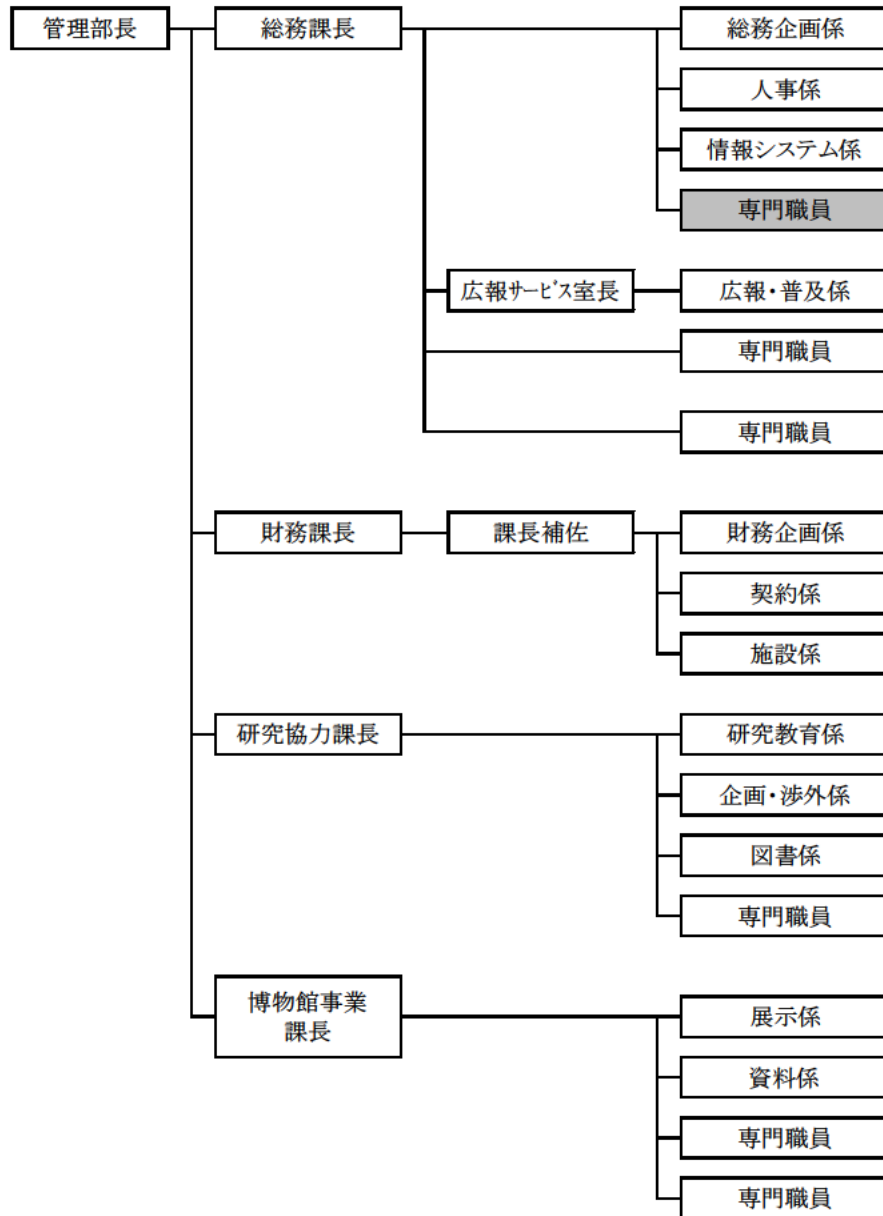 管理部長
総務課長
総務企画係
人事係
情報システム係
専門職員
広報サービス室長
広報・普及係
専門職員
専門職員
財務課長
課長補佐
財務企画係
契約係
施設係
研究協力課長
研究教育係
企画・渉外係
図書係
専門職員
博物館事業
課長
展示係
資料係
専門職員
専門職員